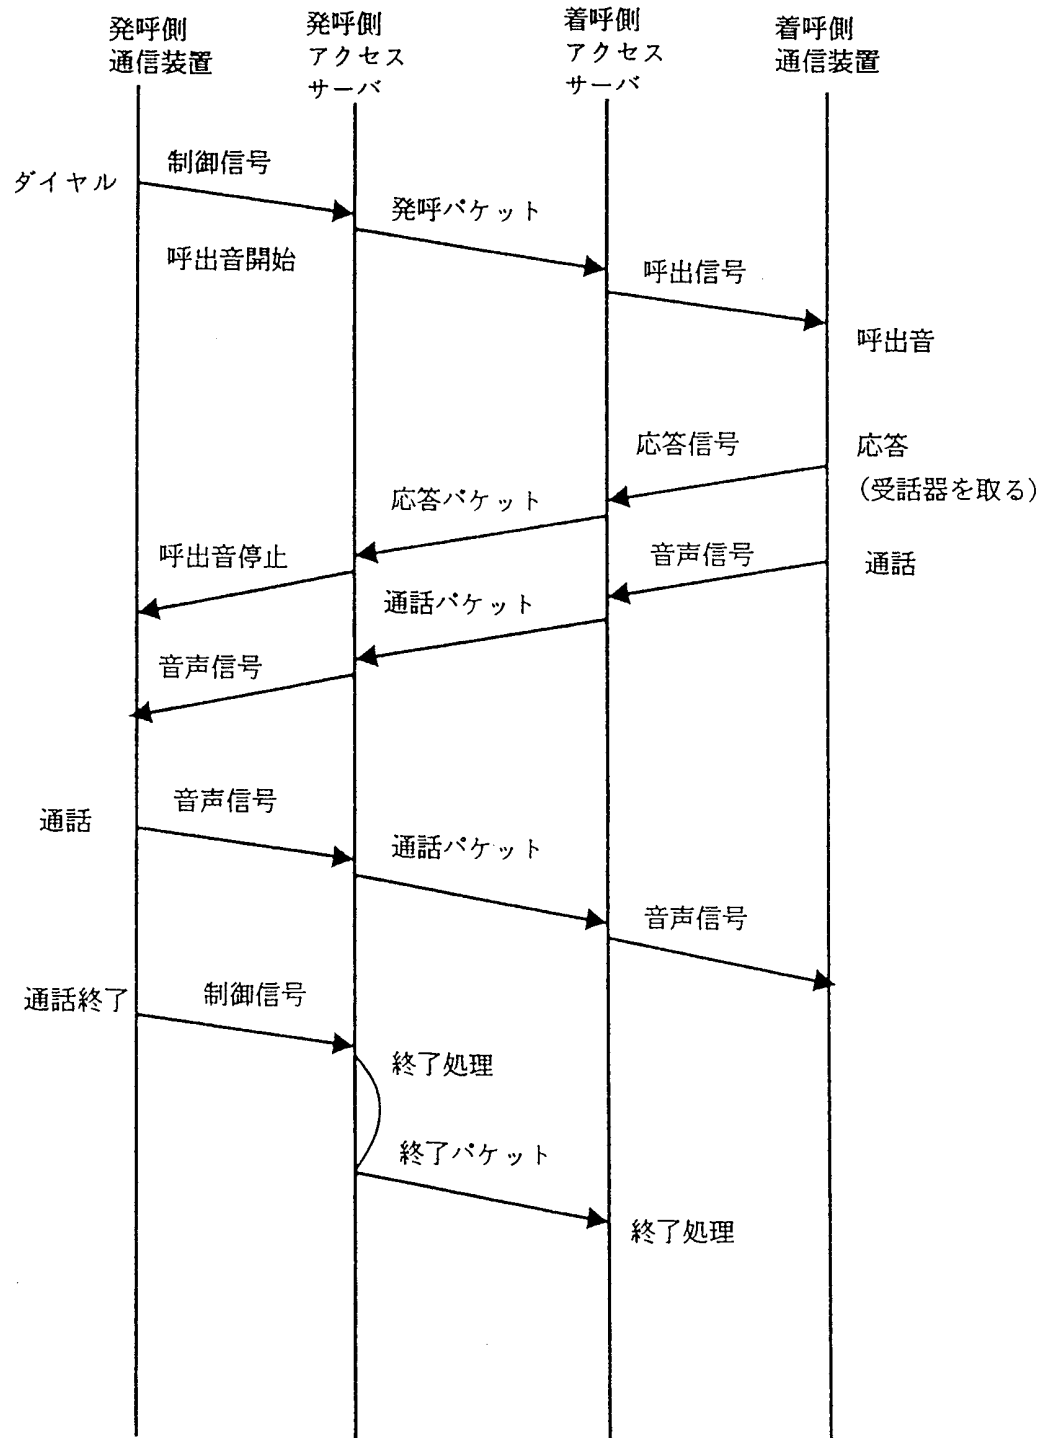 発呼側
通信装置
発呼側
アクセス
サーバ
着呼側
アクセス
サーバ
着呼側
通信装置
ダイヤル
制御信号
発呼パケット
呼出音開始
呼出信号
呼出音
応答信号
応答
(受話器を取る)
応答パケット
呼出音停止
音声信号
通話
通話パケット
音声信号
通話
音声信号
通話パケット
音声信号
通話終了
制御信号
終了処理
終了パケット
終了処理